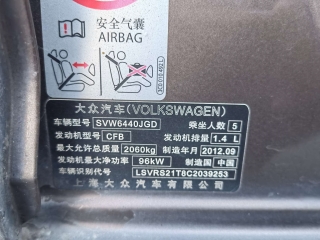 安全气囊
AIRBAG
大众汽车(VOLKSWAGEN)
车辆型号 SVW6440JGD 乘坐人数 5
发动机型号 CFB 发动机排量 1.4 L
最大允许总质量 2060kg 制造年月 2012.09
发动机最大净功率 96kW 制造国 中国
车辆识别代号 LSVRS21T8C2039253
上海大众汽车有限公司制造